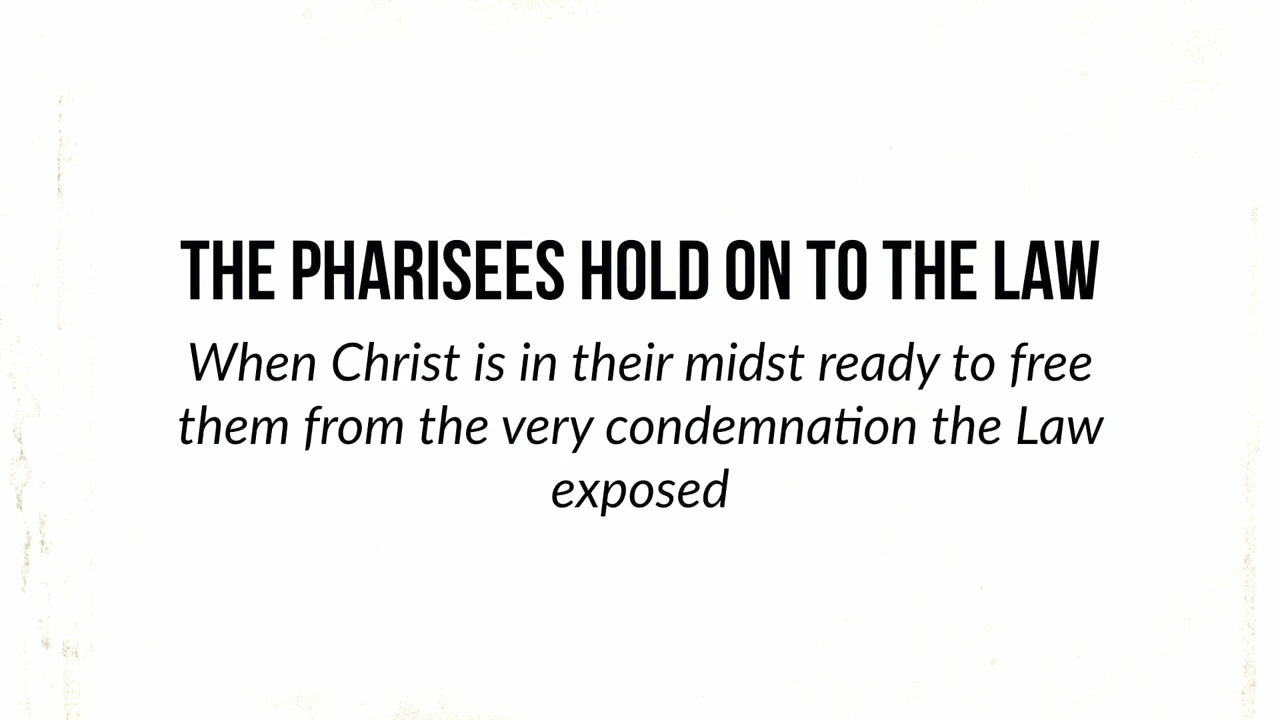 THE PHARISEES HOLD ON TO THE LAW
When Christ is in their midst ready to free
them from the very condemnation the Law
exposed